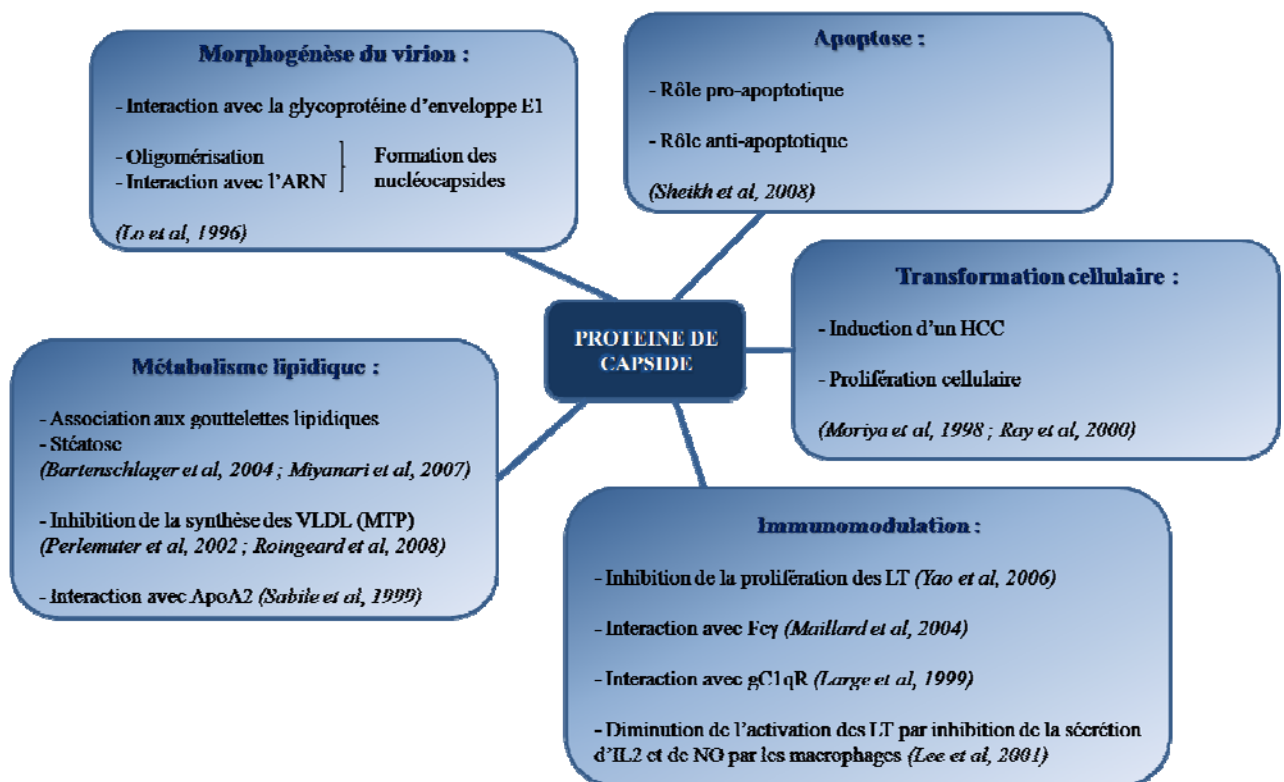 Morphogénèse du virion :
- Interaction avec la glycoprotéine d'enveloppe E1
- Oligomérisation
- Interaction avec l'ARN
Formation des
nucléocapsides
(Lo et al, 1996)
Apoptose :
- Rôle pro-apoptotique
- Rôle anti-apoptotique
(Sheikh et al, 2008)
PROTEINE DE
CAPSIDE
Transformation cellulaire :
- Induction d'un HCC
- Prolifération cellulaire
(Moriya et al, 1998 ; Ray et al, 2000)
Métabolisme lipidique :
- Association aux gouttelettes lipidiques
- Stéatose
(Bartenschlager et al, 2004 ; Miyanari et al, 2007)
- Inhibition de la synthèse des VLDL (MTP)
(Perlemuter et al, 2002 ; Roingeard et al, 2008)
- Interaction avec ApoA2 (Sabile et al, 1999)
Immunomodulation :
- Inhibition de la prolifération des LT (Yao et al, 2006)
- Interaction avec Fcγ (Maillard et al, 2004)
- Interaction avec gC1qR (Large et al, 1999)
- Diminution de l'activation des LT par inhibition de la sécrétion
d'IL2 et de NO par les macrophages (Lee et al, 2001)